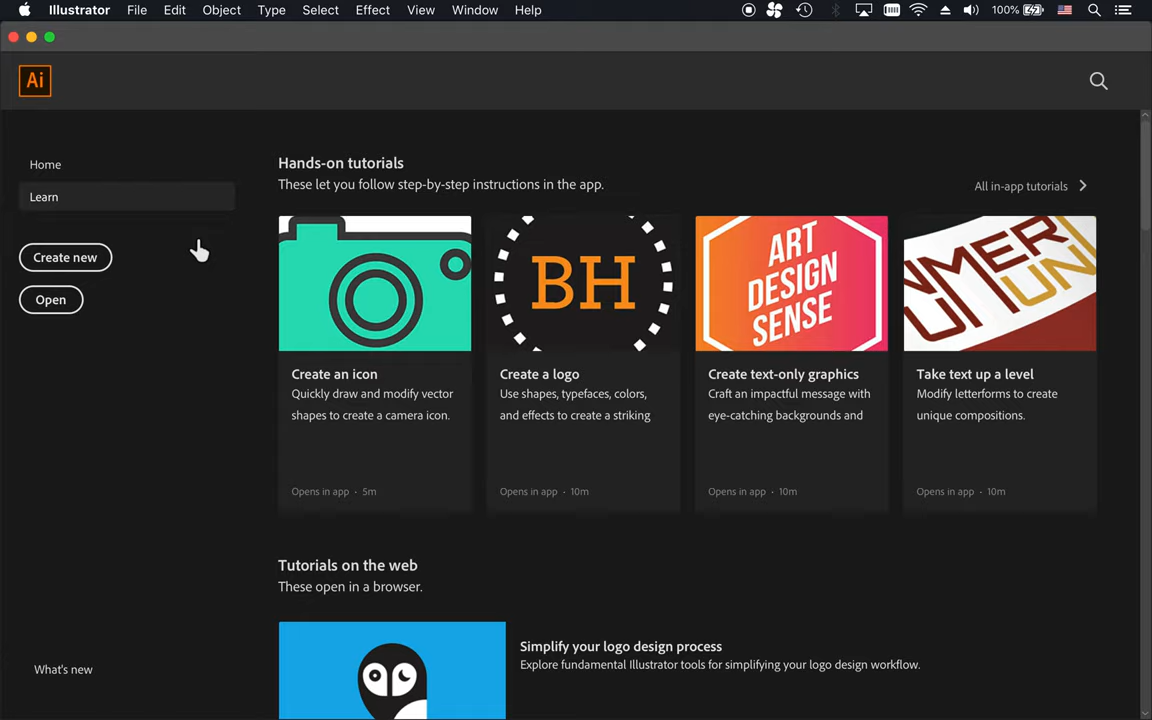 Illustrator File Edit Object Type Select Effect View Window Help
100%
Ai
Home
Learn
Create new
Open
What's new
Hands-on tutorials
These let you follow step-by-step instructions in the app.
All in-app tutorials
BH
ART
DESIGN
SENSE
Create an icon
Quickly draw and modify vector
shapes to create a camera icon.
Opens in app · 5m
Create a logo
Use shapes, typefaces, colors,
and effects to create a striking
Opens in app · 10m
Create text-only graphics
Craft an impactful message with
eye-catching backgrounds and
Opens in app · 10m
Take text up a level
Modify letterforms to create
unique compositions.
Opens in app · 10m
Tutorials on the web
These open in a browser.
Simplify your logo design process
Explore fundamental Illustrator tools for simplifying your logo design workflow.